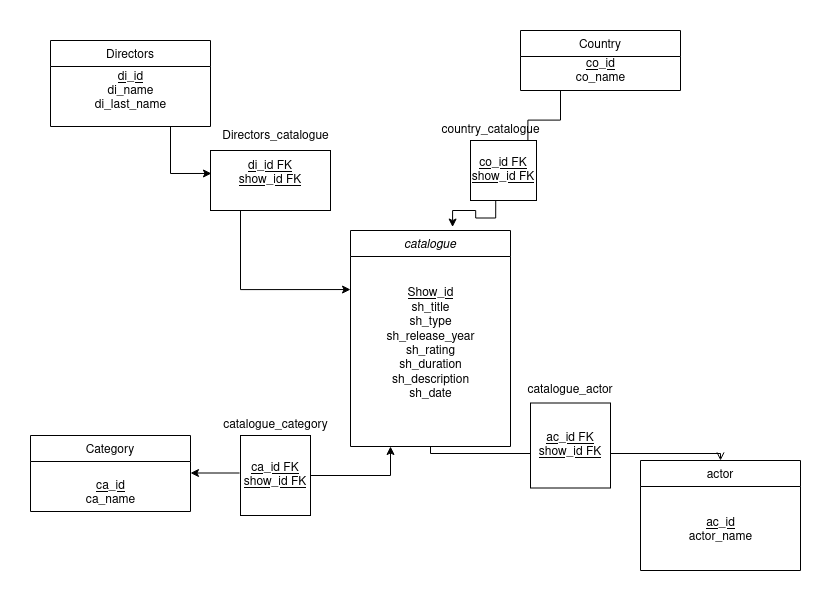 Directors
di_id
di_name
di_last_name
Country
co_id
co_name
Directors_catalogue
di_id FK
show_id FK
country_catalogue
co_id FK
show_id FK
catalogue
Show_id
sh_title
sh_type
sh_release_year
sh_rating
sh_duration
sh_description
sh_date
catalogue_category
ca_id FK
show_id FK
Category
ca_id
ca_name
catalogue_actor
ac_id FK
show_id FK
actor
ac_id
actor_name